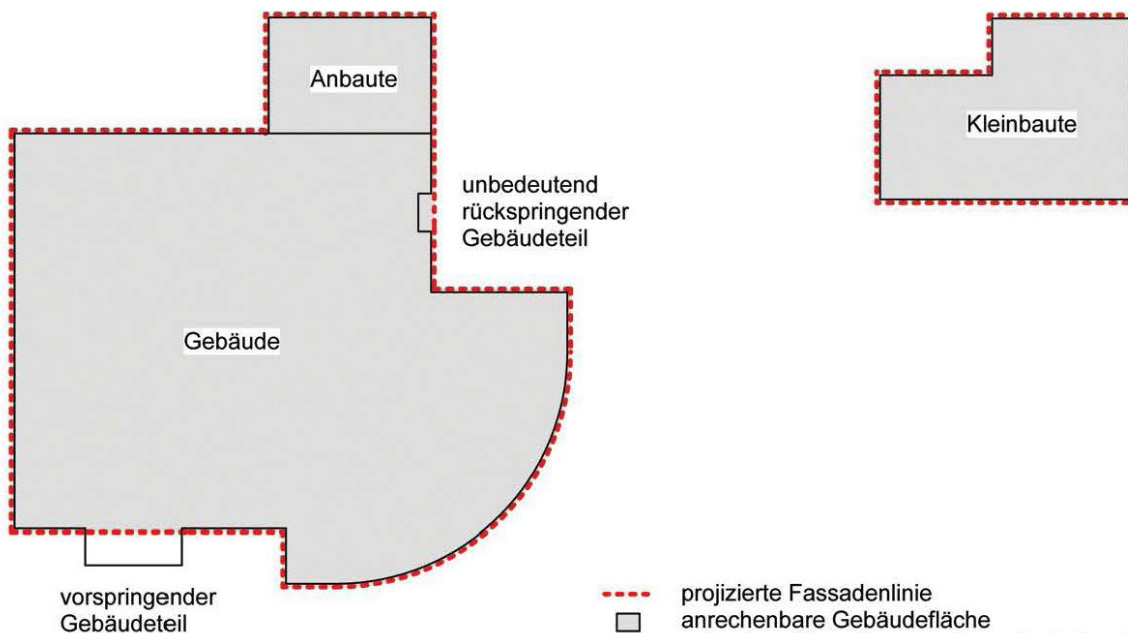 Anbaute
Kleinbaute
unbedeutend
rückspringender
Gebäudeteil
Gebäude
vorspringender
Gebäudeteil
projizierte Fassadenlinie
anrechenbare Gebäudefläche